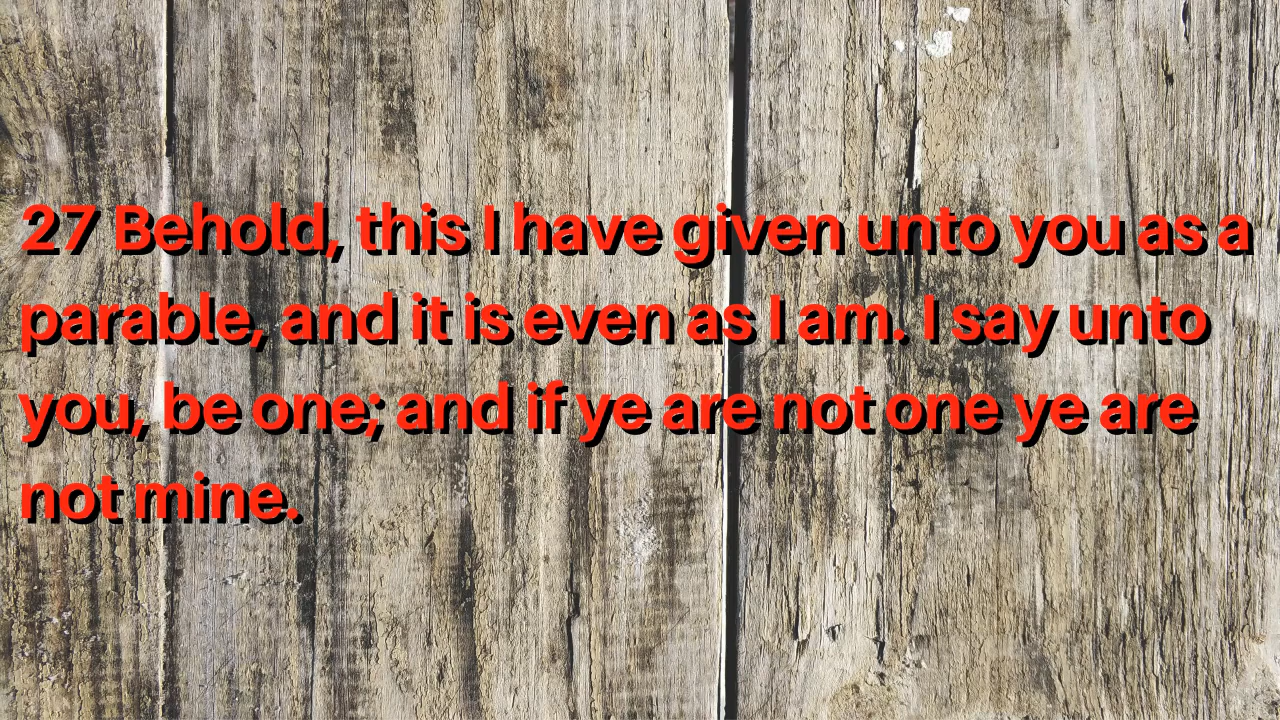 27 Behold, this I have given unto you as a
parable, and it is even as I am. I say unto
you, be one; and if ye are not one ye are
not mine.